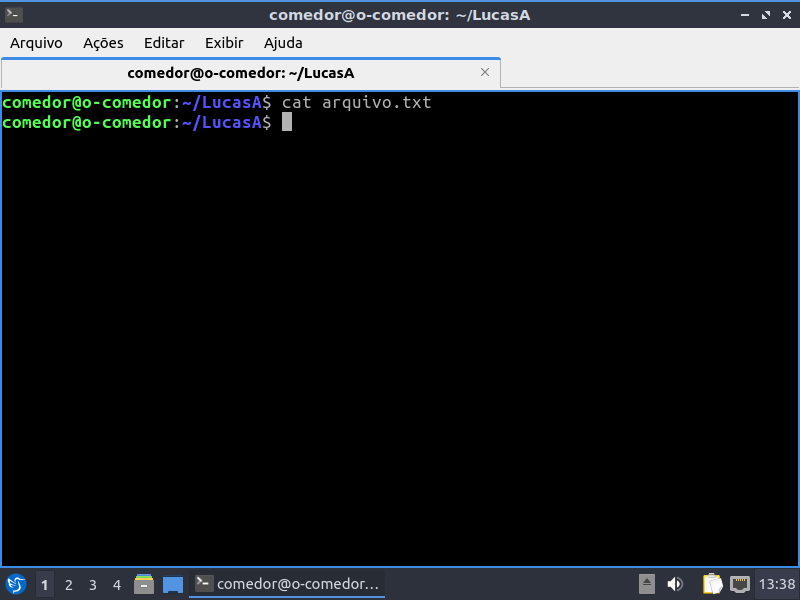 comedor@o-comedor: ~/LucasA
Arquivo Ações Editar Exibir Ajuda
comedor@o-comedor: ~/LucasA
comedor@o-comedor:~/LucasA$ cat arquivo.txt
comedor@o-comedor:~/LucasA$
1 2 3 4 comedor@o-comedor... 13:38